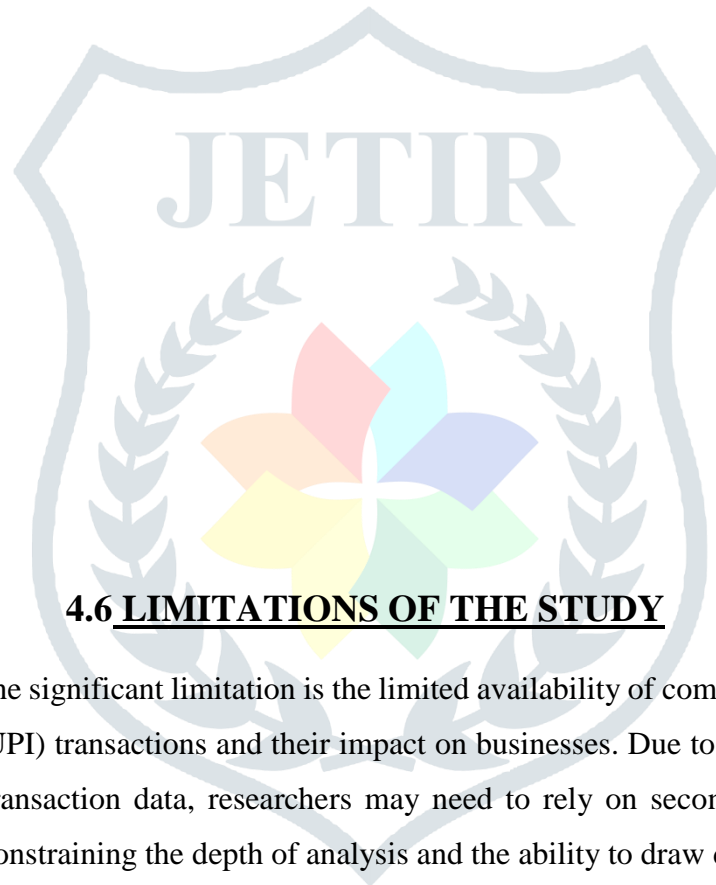 JETIR
4.6 LIMITATIONS OF THE STUDY
ne significant limitation is the limited availability of com
UPI) transactions and their impact on businesses. Due to
ransaction data, researchers may need to rely on secon
onstraining the depth of analysis and the ability to draw